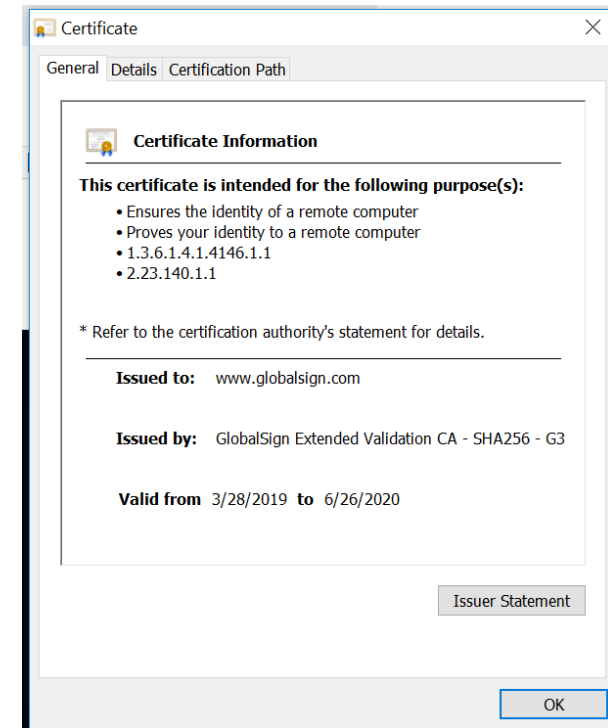 Certificate
General Details Certification Path
Certificate Information
This certificate is intended for the following purpose(s):
• Ensures the identity of a remote computer
• Proves your identity to a remote computer
• 1.3.6.1.4.1.4146.1.1
• 2.23.140.1.1
* Refer to the certification authority's statement for details.
Issued to: www.globalsign.com
Issued by: GlobalSign Extended Validation CA - SHA256 - G3
Valid from 3/28/2019 to 6/26/2020
Issuer Statement
OK